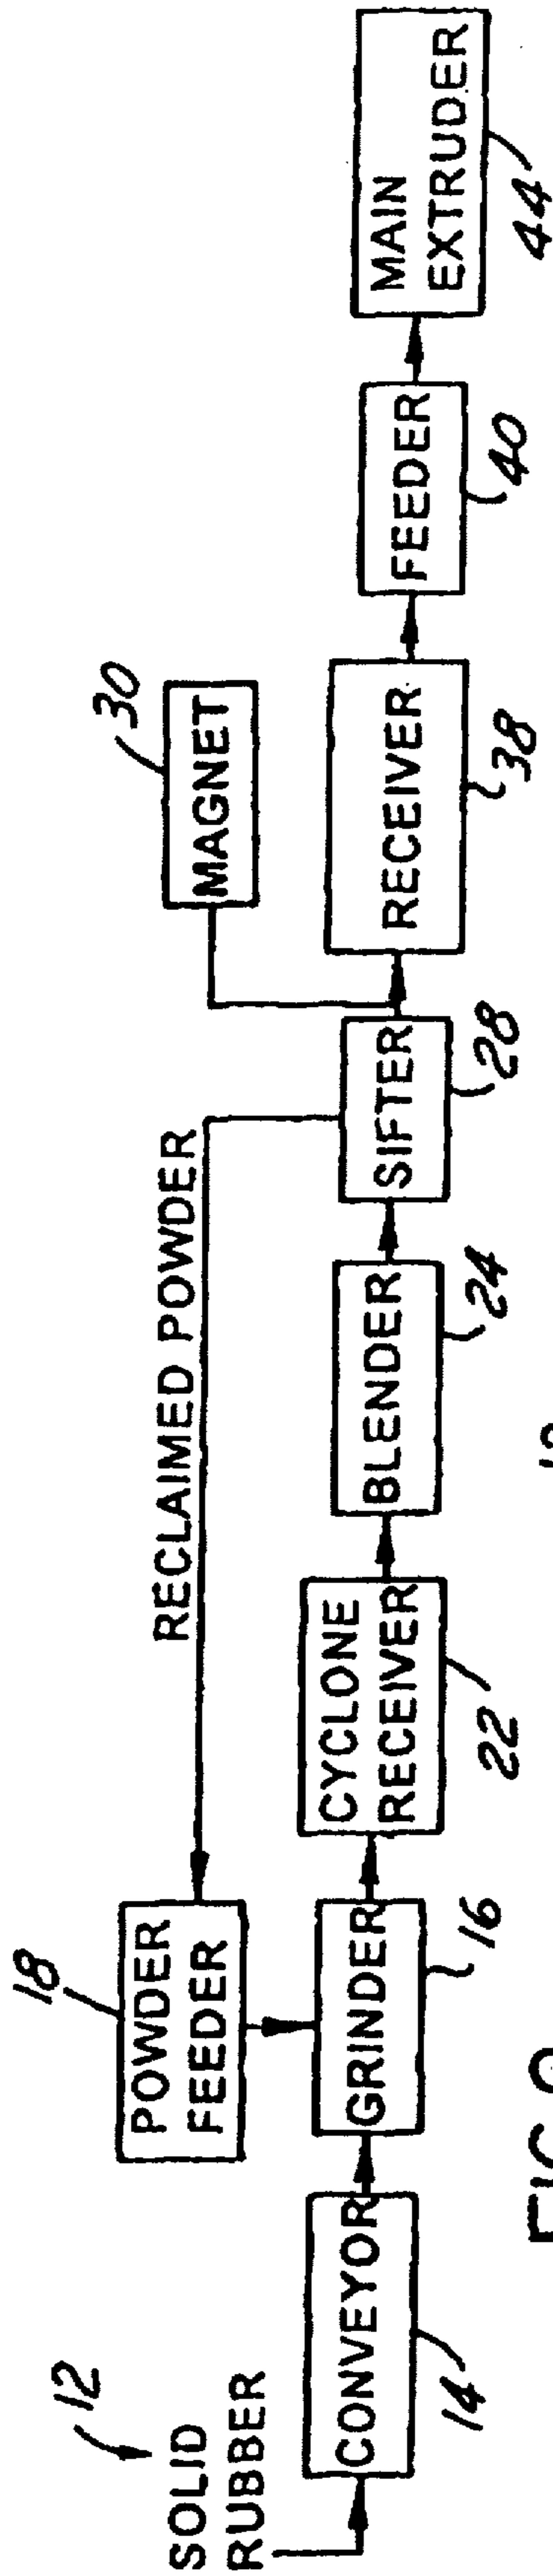 12
SOLID
RUBBER
CONVEYOR
14
18
POWDER
FEEDER
GRINDER
16
RECLAIMED POWDER
CYCLONE
RECEIVER
22
BLENDER
24
SIFTER
28
30
MAGNET
RECEIVER
38
FEEDER
40
MAIN
EXTRUDER
44